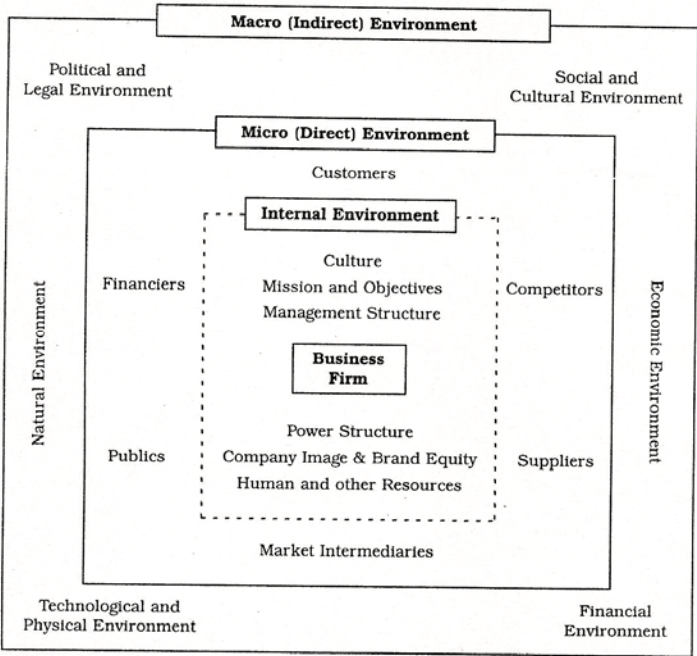 Macro (Indirect) Environment
Political and
Legal Environment
Social and
Cultural Environment
Micro (Direct) Environment
Customers
Internal Environment
Culture
Financiers
Mission and Objectives
Competitors
Management Structure
Natural Environment
Economic Environment
Business
Firm
Power Structure
Publics
Company Image & Brand Equity
Suppliers
Human and other Resources
Market Intermediaries
Technological and
Physical Environment
Financial
Environment